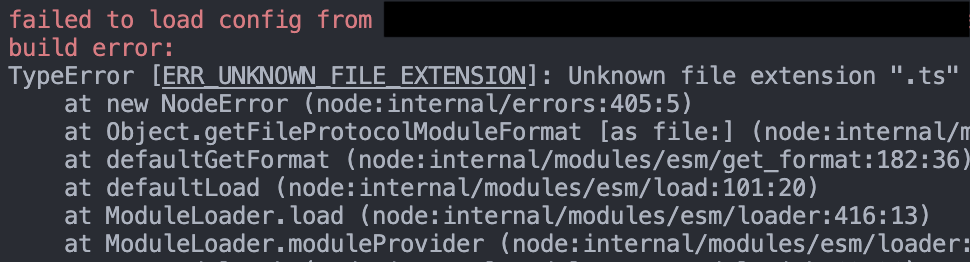 failed to load config from
build error:
TypeError [ERR_UNKNOWN_FILE_EXTENSION]: Unknown file extension ".ts"
at new NodeError (node:internal/errors:405:5)
at Object.getFileProtocolModuleFormat [as file:] (node:internal/m
at defaultGetFormat (node:internal/modules/esm/get_format:182:36)
at defaultLoad (node:internal/modules/esm/load:101:20)
at ModuleLoader.load (node:internal/modules/esm/loader:416:13)
at ModuleLoader.moduleProvider (node:internal/modules/esm/loader: